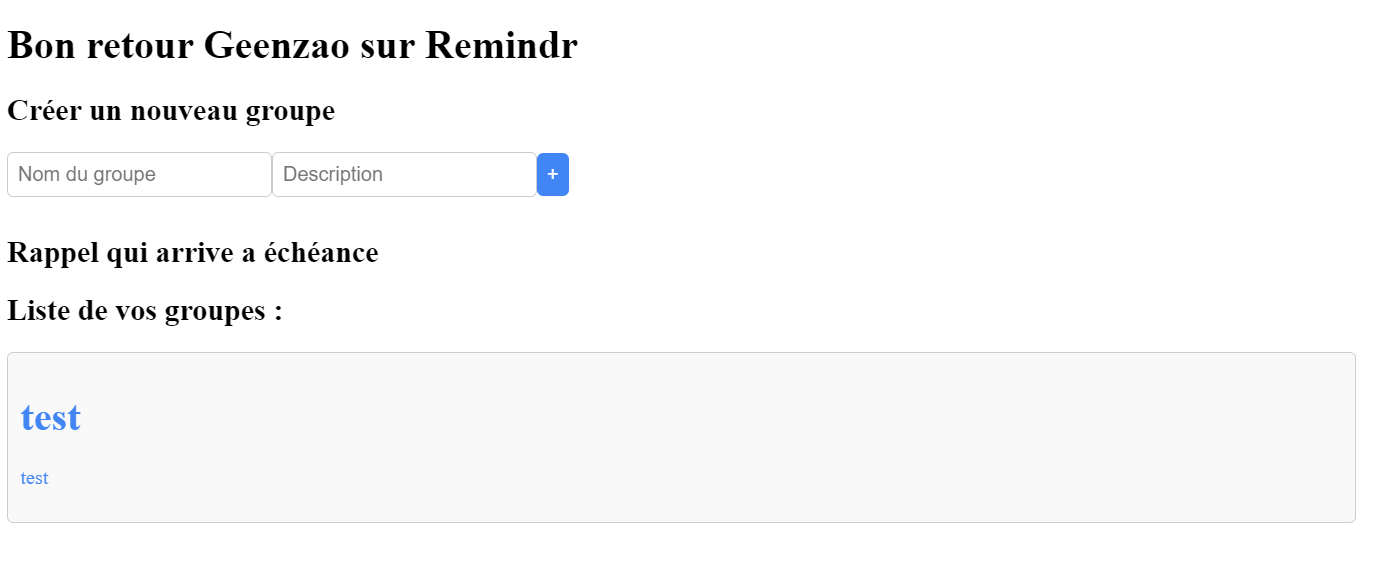 Bon retour Geenzao sur Remindr
Créer un nouveau groupe
Nom du groupe Description +
Rappel qui arrive a échéance
Liste de vos groupes :
test
test